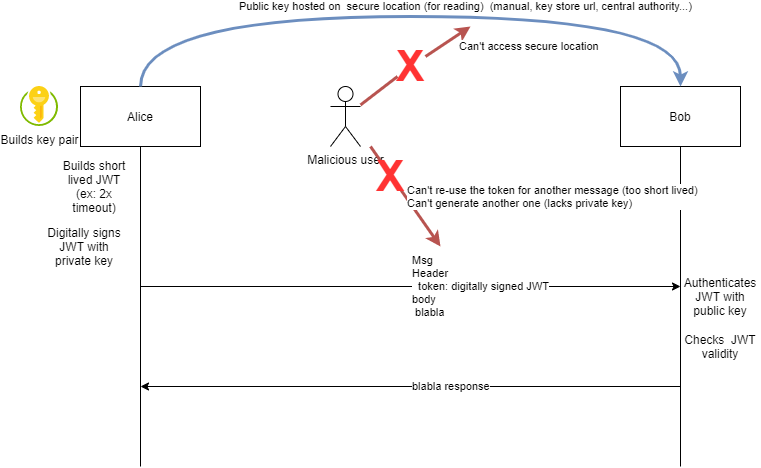 Public key hosted on  secure location (for reading)  (manual, key store url, central authority...)
Can't access secure location
Alice
Bob
Builds key pair
Malicious user
Builds short
lived JWT
(ex: 2x
timeout)
Can't re-use the token for another message (too short lived)
Can't generate another one (lacks private key)
Digitally signs
JWT with
private key
Msg
Header
token: digitally signed JWT
body
blabla
Authenticates
JWT with
public key
Checks  JWT
validity
blabla response